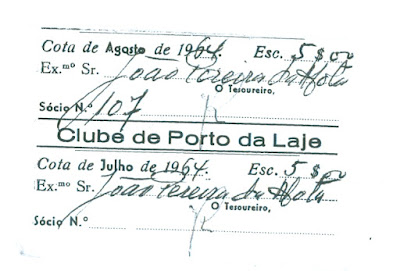 Cota de Agosto de 1964. Esc. 5$00
Ex.mo Sr. João Pereira da Mota
O Tesoureiro,
Sócio N.º 107
Clube de Porto da Laje
Cota de Julho de 1964. Esc. 5$00
Ex.mo Sr. João Pereira da Mota
O Tesoureiro,
Sócio N.º